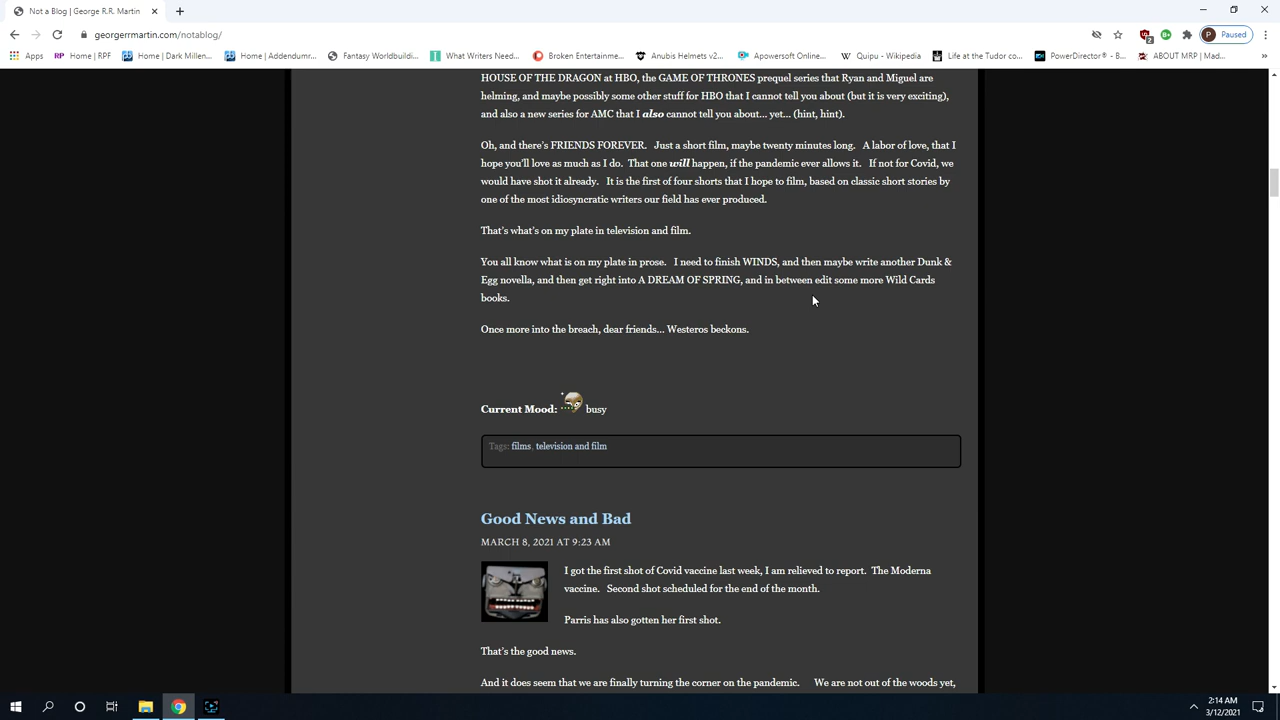 Not a Blog | George R.R. Martin
georgerrmartin.com/notablog/
Paused
Apps
Home | RPF
Home | Dark Millen...
Home | Addendumr...
Fantasy Worldbuildi...
What Writers Need...
Broken Entertainme...
Anubis Helmets v2...
Apowersoft Online...
Quipu - Wikipedia
Life at the Tudor co...
PowerDirector® - B...
ABOUT MRP | Mad...
HOUSE OF THE DRAGON at HBO, the GAME OF THRONES prequel series that Ryan and Miguel are
helming, and maybe possibly some other stuff for HBO that I cannot tell you about (but it is very exciting),
and also a new series for AMC that I also cannot tell you about... yet... (hint, hint).
Oh, and there's FRIENDS FOREVER. Just a short film, maybe twenty minutes long. A labor of love, that I
hope you'll love as much as I do. That one will happen, if the pandemic ever allows it. If not for Covid, we
would have shot it already. It is the first of four shorts that I hope to film, based on classic short stories by
one of the most idiosyncratic writers our field has ever produced.
That's what's on my plate in television and film.
You all know what is on my plate in prose. I need to finish WINDS, and then maybe write another Dunk &
Egg novella, and then get right into A DREAM OF SPRING, and in between edit some more Wild Cards
books.
Once more into the breach, dear friends... Westeros beckons.
Current Mood: busy
Tags: films, television and film
Good News and Bad
MARCH 8, 2021 AT 9:23 AM
I got the first shot of Covid vaccine last week, I am relieved to report. The Moderna
vaccine. Second shot scheduled for the end of the month.
Parris has also gotten her first shot.
That's the good news.
And it does seem that we are finally turning the corner on the pandemic. We are not out of the woods yet,
2:14 AM
3/12/2021